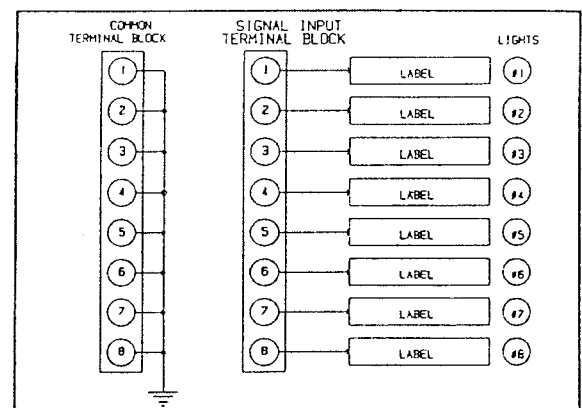 COMMON
TERMINAL BLOCK
SIGNAL INPUT
TERMINAL BLOCK
LIGHTS
1 1 LABEL #1
2 2 LABEL #2
3 3 LABEL #3
4 4 LABEL #4
5 5 LABEL #5
6 6 LABEL #6
7 7 LABEL #7
8 8 LABEL #8